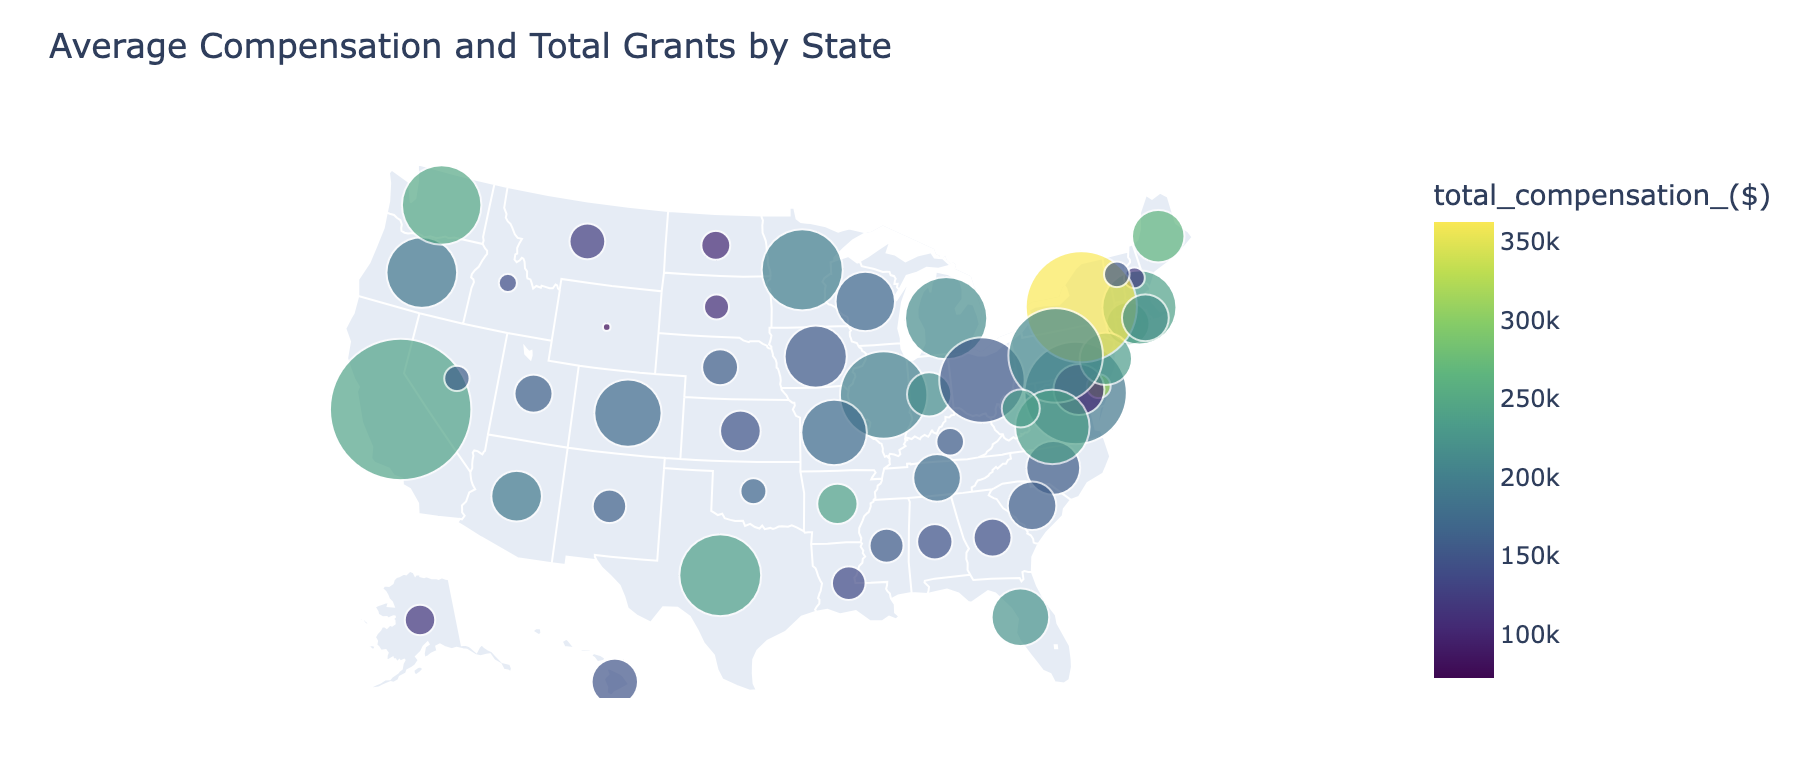 Average Compensation and Total Grants by State
total_compensation_($)
350k
300k
250k
200k
150k
100k